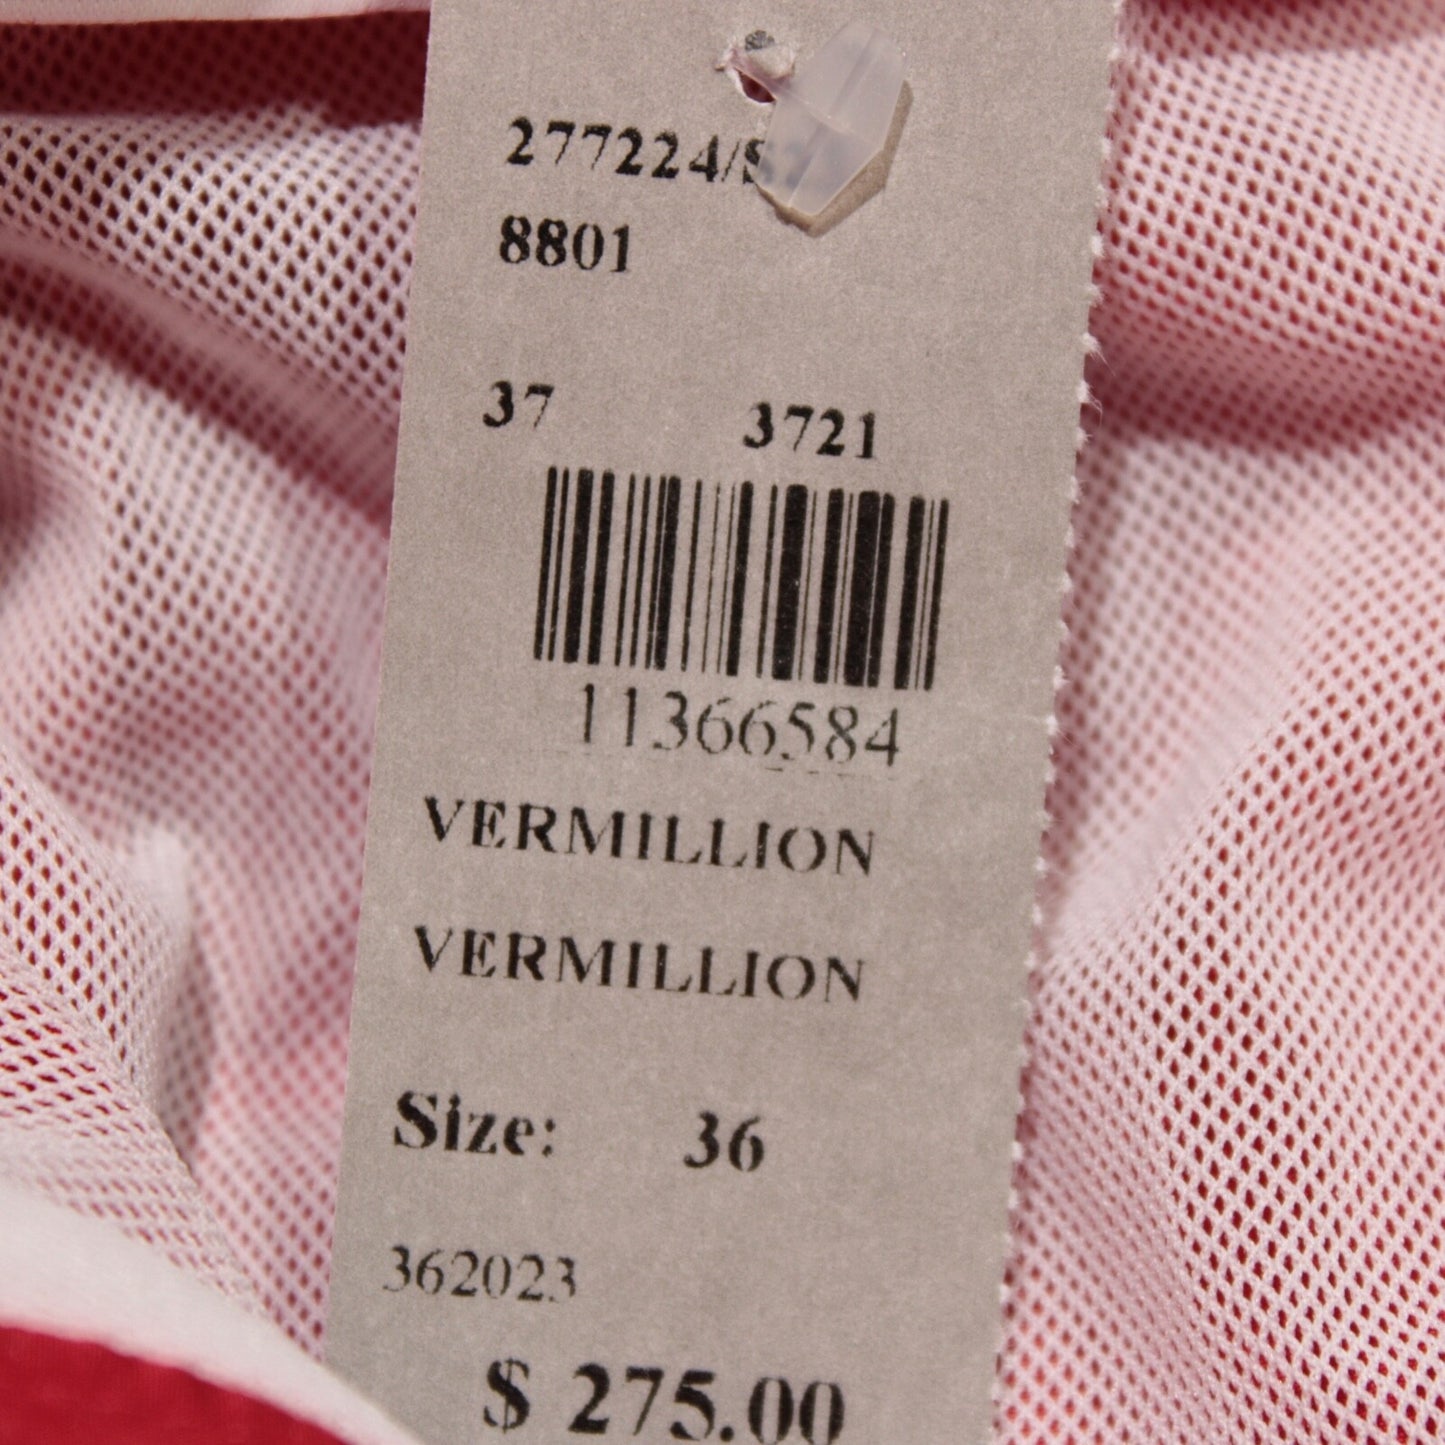 277224/S
8801
37 3721
11366584
VERMILLION
VERMILLION
Size: 36
362023
$ 275.00